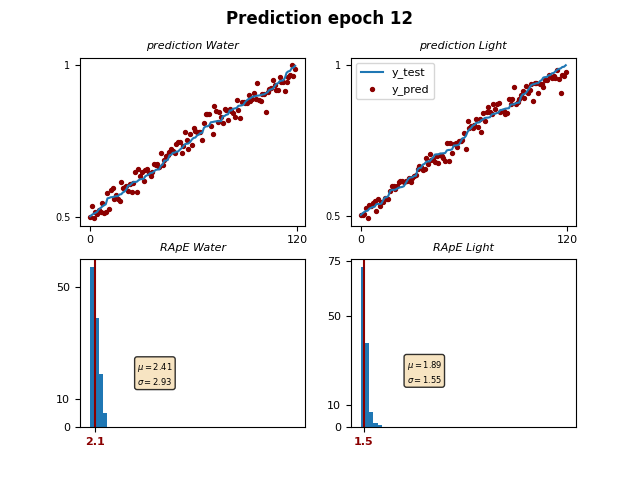 Prediction epoch 12
prediction Water
prediction Light
1
0.5
0
120
1
0.5
0
120
y_test
y_pred
RApE Water
RApE Light
50
10
0
2.1
μ = 2.41
σ = 2.93
75
50
10
0
1.5
μ = 1.89
σ = 1.55